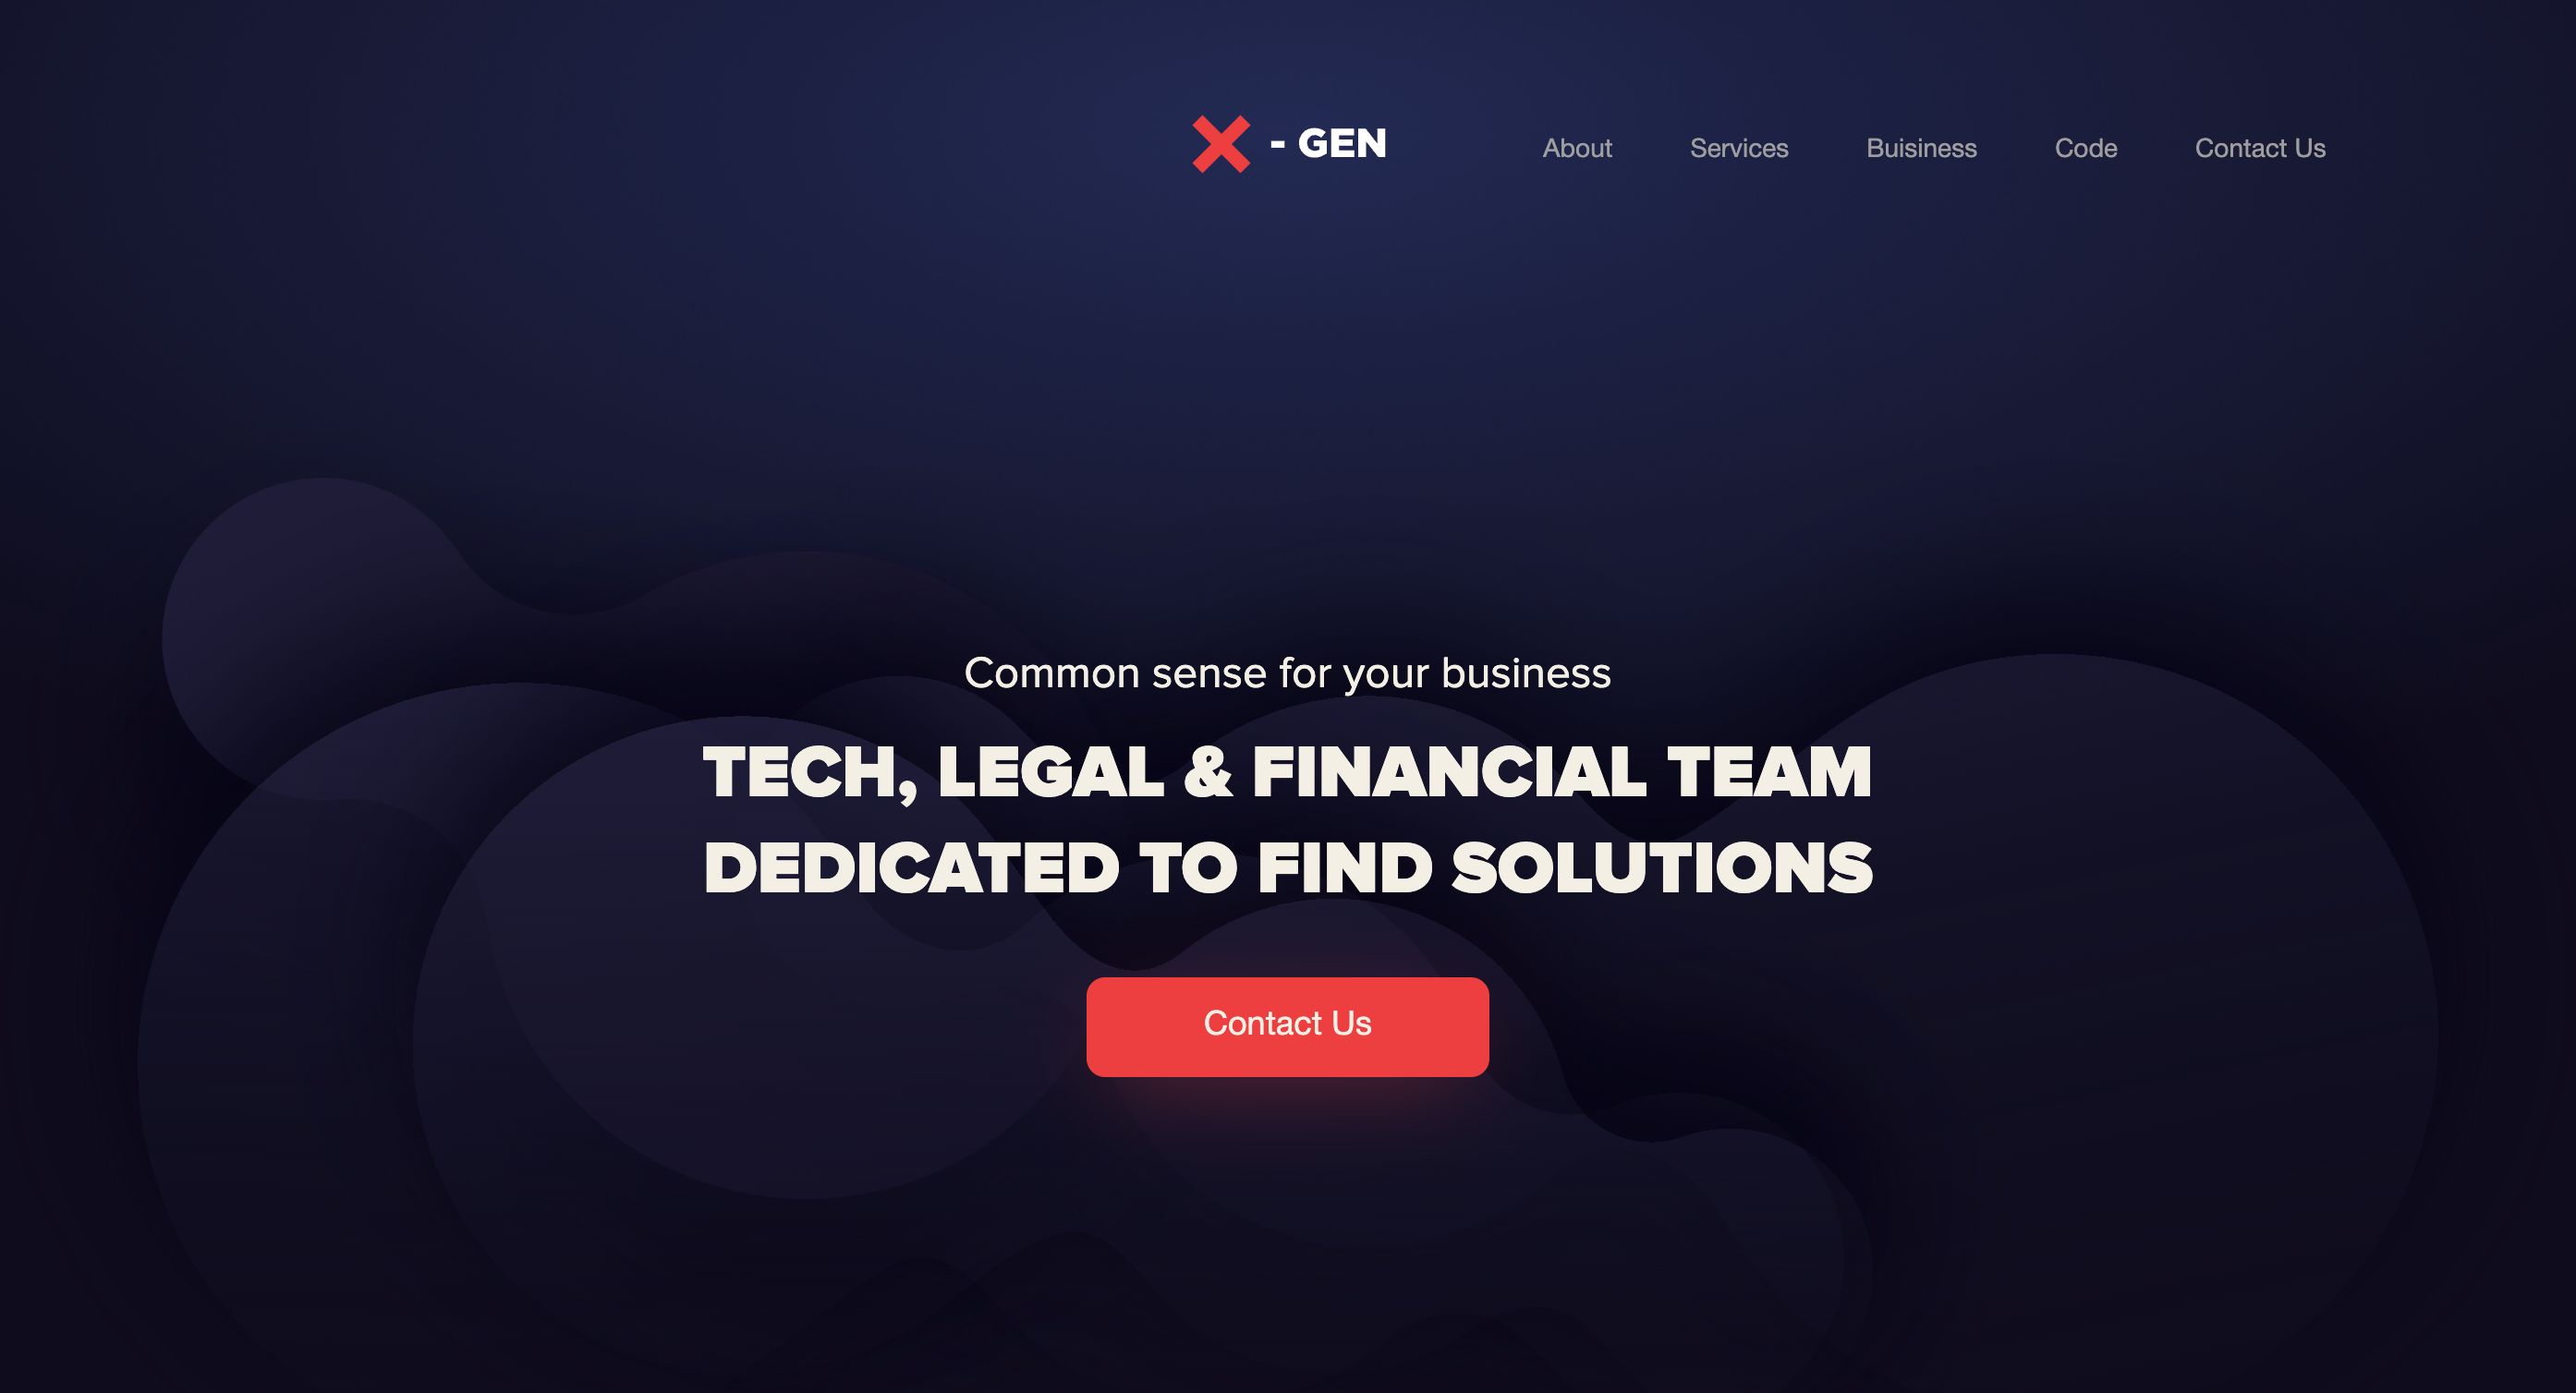 - GEN
About Services Buisiness Code Contact Us
Common sense for your business
TECH, LEGAL & FINANCIAL TEAM
DEDICATED TO FIND SOLUTIONS
Contact Us